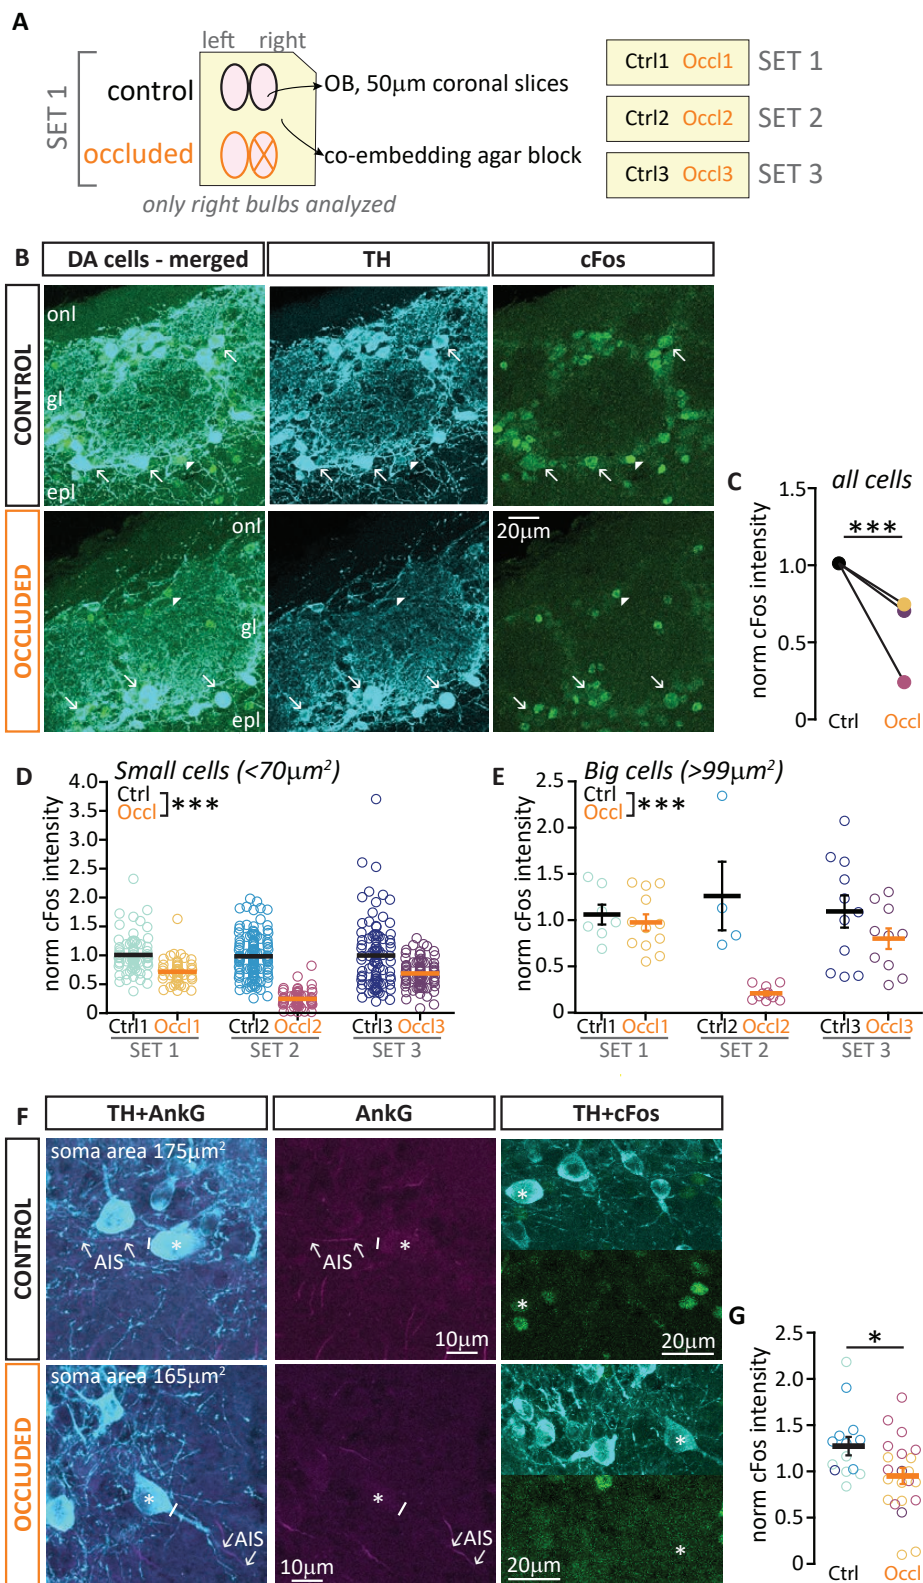 A
left right
SET 1
control
occluded
OB, 50μm coronal slices
co-embedding agar block
only right bulbs analyzed
Ctrl1 Occl1 SET 1
Ctrl2 Occl2 SET 2
Ctrl3 Occl3 SET 3
B
DA cells - merged TH cFos
CONTROL
onl
gl
epl
OCCLUDED
onl
gl
epl
20μm
C
all cells
norm cFos intensity
1.5
1.0
0.5
0
***
Ctrl Occl
D
Small cells (<70μm²)
norm cFos intensity
4.0
3.5
3.0
2.5
2.0
1.5
1.0
0.5
0
Ctrl
Occl
***
Ctrl1 Occl1 Ctrl2 Occl2 Ctrl3 Occl3
SET 1 SET 2 SET 3
E
Big cells (>99μm²)
norm cFos intensity
2.5
2.0
1.5
1.0
0.5
0
Ctrl
Occl
***
Ctrl1 Occl1 Ctrl2 Occl2 Ctrl3 Occl3
SET 1 SET 2 SET 3
F
TH+AnkG AnkG TH+cFos
CONTROL
soma area 175μm²
*
AIS
*
AIS
10μm
*
*
20μm
OCCLUDED
soma area 165μm²
*
AIS
*
AIS
10μm
*
*
20μm
G
norm cFos intensity
2.5
2.0
1.5
1.0
0.5
0
*
Ctrl Occl